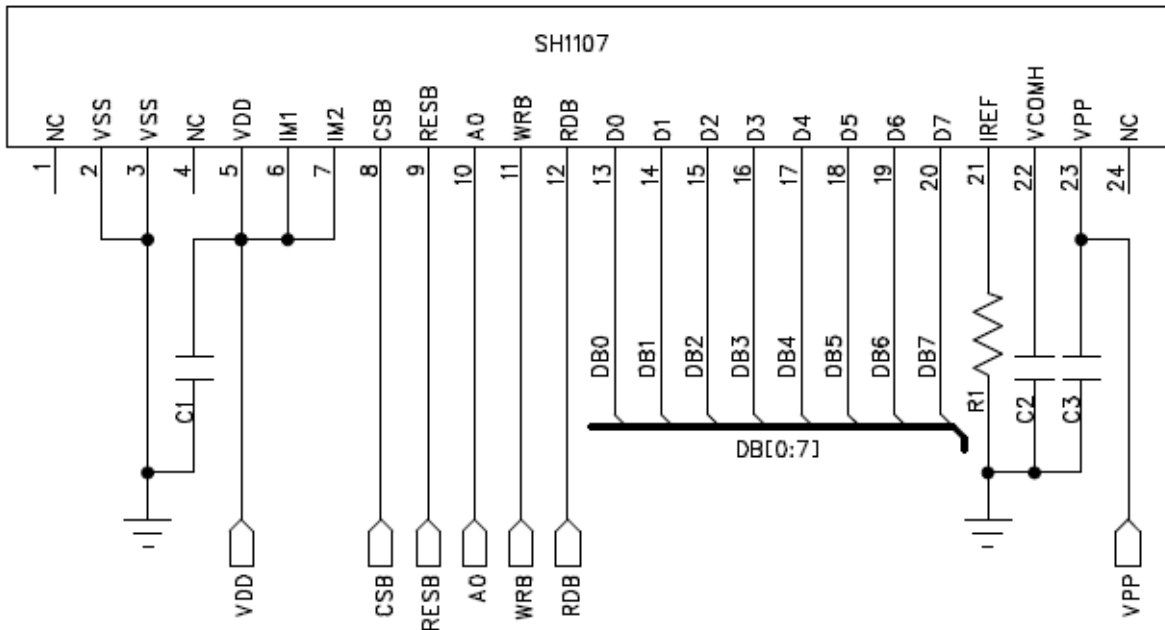 SH1107
NC
VSS
VSS
NC
VDD
IM1
IM2
CSB
RESB
A0
WRB
RDB
D0
D1
D2
D3
D4
D5
D6
D7
IREF
VCOMH
VPP
NC
1
2
3
4
5
6
7
8
9
10
11
12
13
14
15
16
17
18
19
20
21
22
23
24
DB0
DB1
DB2
DB3
DB4
DB5
DB6
DB7
C1
R1
C2
C3
DB[0:7]
VDD
CSB
RESB
A0
WRB
RDB
VPP